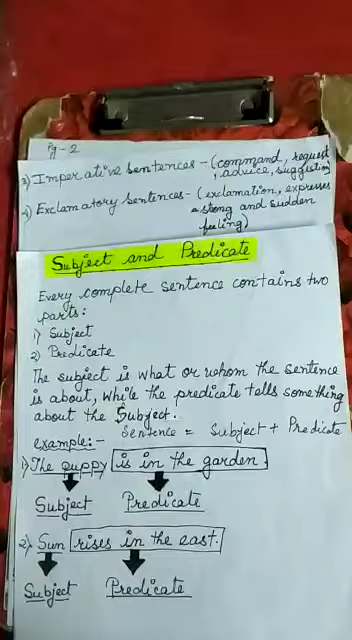 Pg - 2
3) Imperative sentences - (command, request
, advice, suggestion)
4) Exclamatory sentences - (exclamation, expresses
a stong and sudden
feeling)
Subject and Predicate
Every complete sentence contains two
parts:
1) Subject
2) Predicate
The subject is what or whom the sentence
is about, while the predicate tells something
about the Subject.
example:- Sentence = Subject + Predicate
1) The puppy is in the garden.
Subject Predicate
2) Sun rises in the east.
Subject Predicate